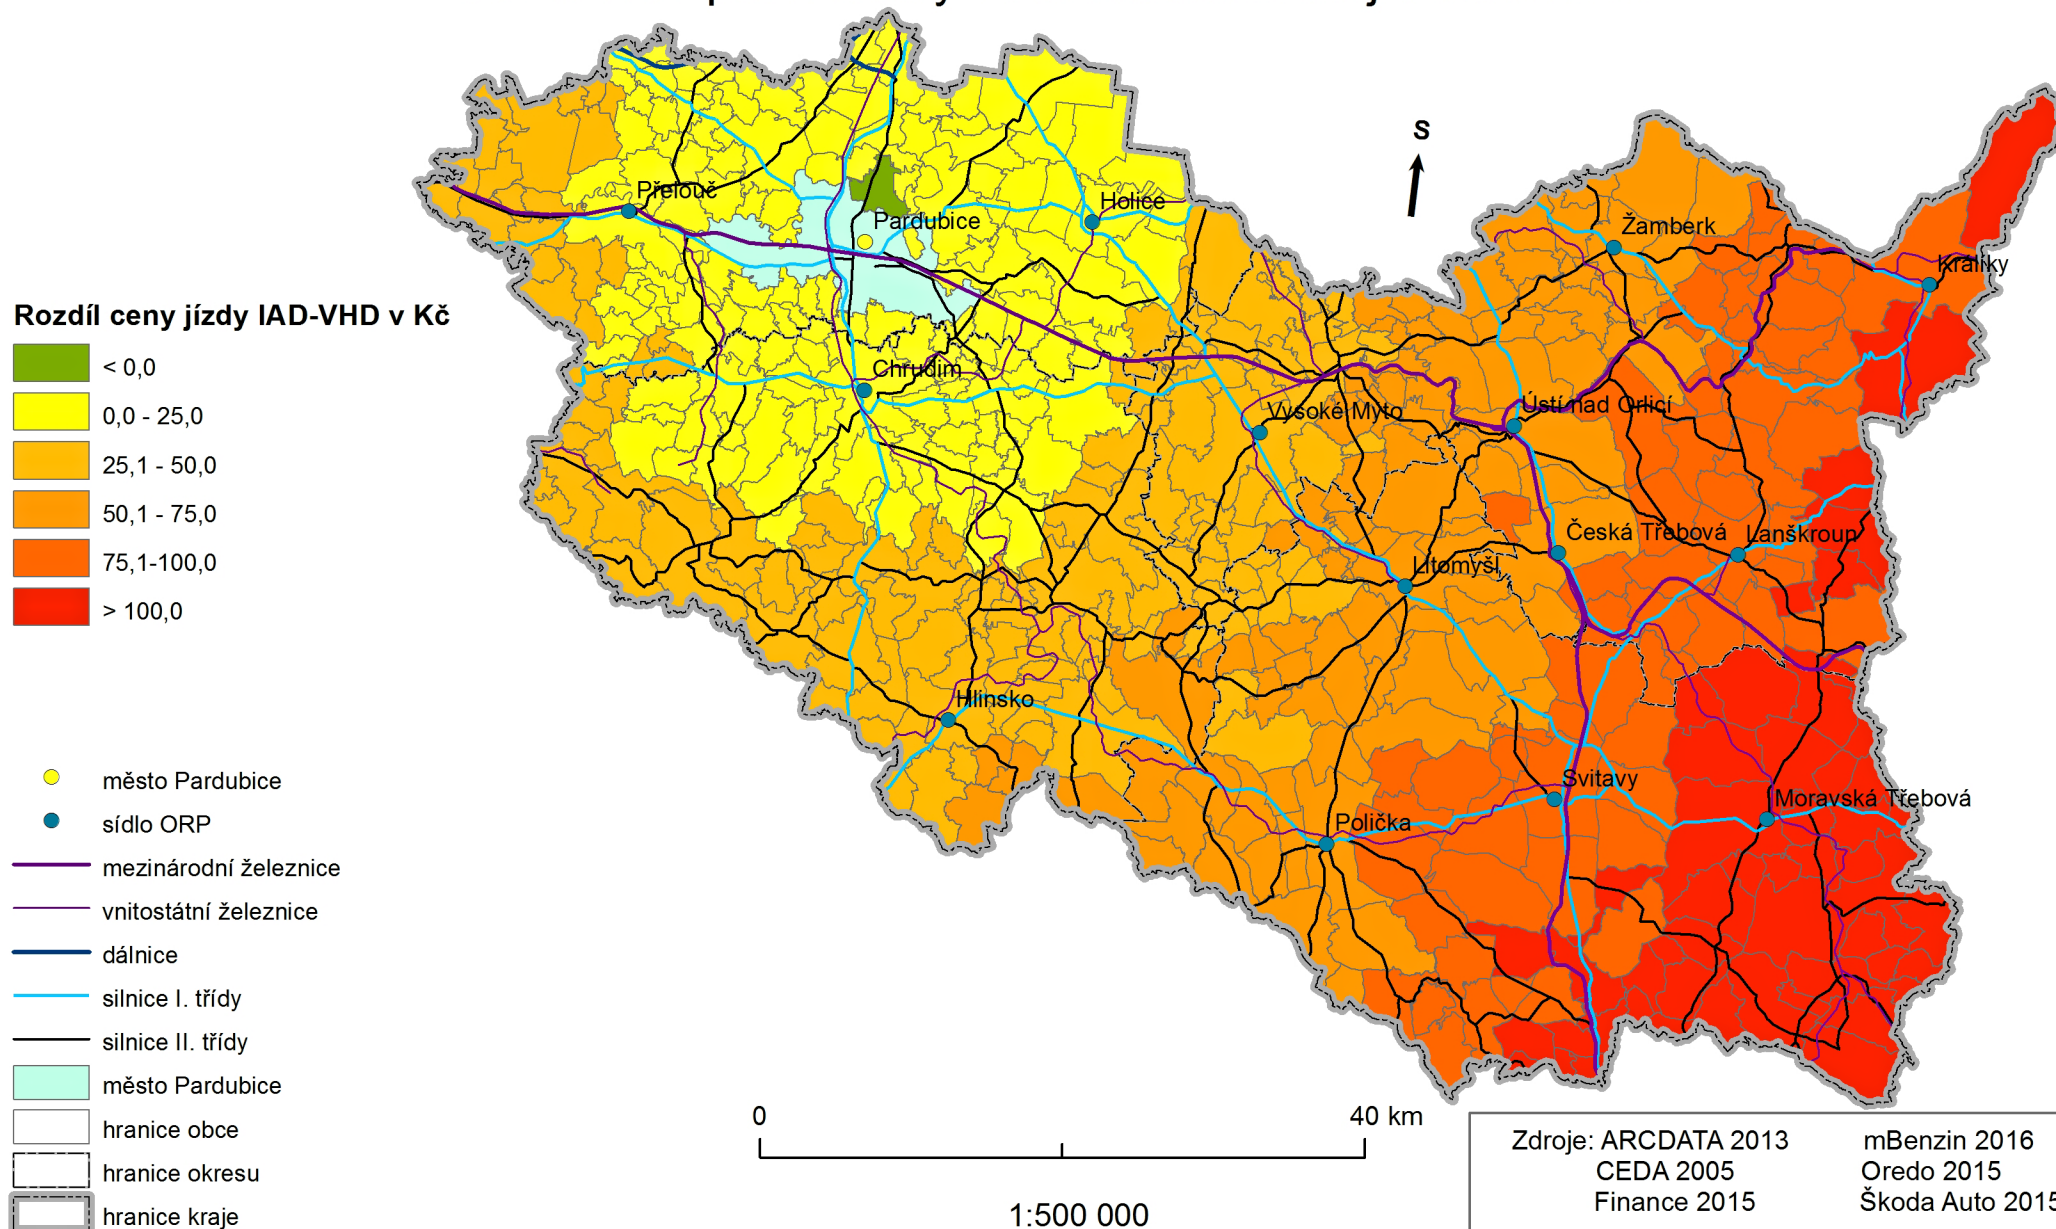 S
Přelouč
Pardubice
Holice
Žamberk
Králíky
Chrudim
Vysoké Mýto
Ústí nad Orlicí
Česká Třebová
Lanškroun
Litomyšl
Hlinsko
Svitavy
Moravská Třebová
Polička
Rozdíl ceny jízdy IAD-VHD v Kč
< 0,0
0,0 - 25,0
25,1 - 50,0
50,1 - 75,0
75,1-100,0
> 100,0
město Pardubice
sídlo ORP
mezinárodní železnice
vnitostátní železnice
dálnice
silnice I. třídy
silnice II. třídy
město Pardubice
hranice obce
hranice okresu
hranice kraje
0 40 km
1:500 000
Zdroje: ARCDATA 2013 mBenzin 2016
CEDA 2005 Oredo 2015
Finance 2015 Škoda Auto 2015